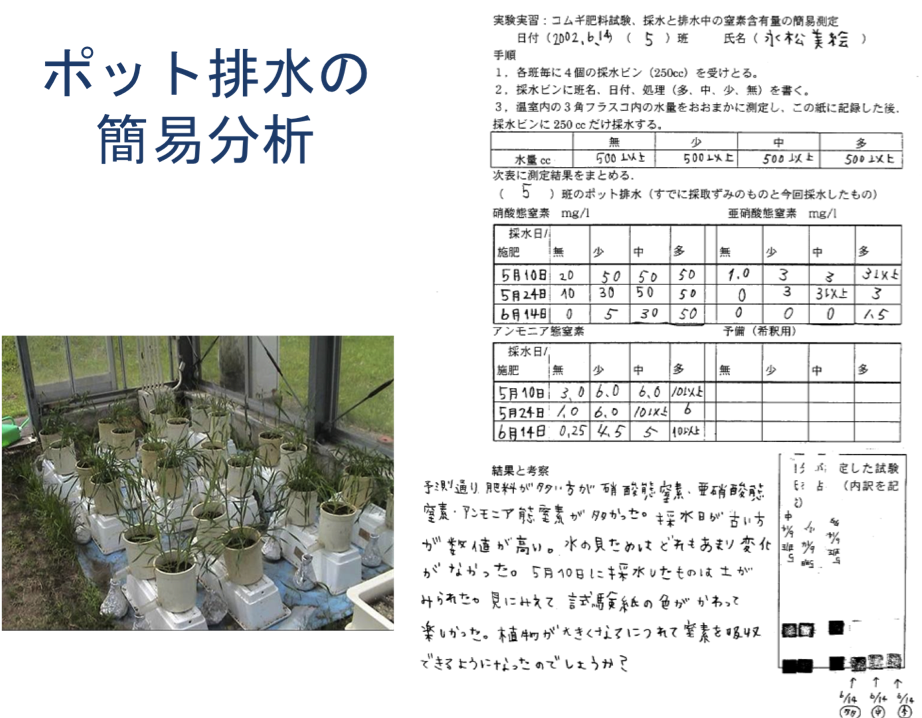 ポット排水の
簡易分析
実験実習：コムギ肥料試験、採水と排水中の窒素含有量の簡易測定
日付（2002,6,14）（ 5 ）班 氏名（ 永松美絵 ）
手順
１．各班毎に４個の採水ビン（250cc）を受けとる。
２．採水ビンに班名、日付、処理（多、中、少、無）を書く。
３．温室内の３角フラスコ内の水量をおおまかに測定し、この紙に記録した後、
採水ビンに 250 cc だけ採水する。
無 少 中 多
水量 cc 500以上 500以上 500以上 500以上
次表に測定結果をまとめる．
（ 5 ）班のポット排水（すでに採取ずみのものと今回採水したもの）
硝酸態窒素 mg/l 亜硝酸態窒素 mg/l
採水日/
施肥 無 少 中 多 無 少 中 多
5月10日 20 50 50 50 1.0 3 3 3以上
5月24日 10 30 50 50 0 3 3以上 3
6月14日 0 5 30 50 0 0 0 1.5
アンモニア態窒素 予備（希釈用）
採水日/
施肥 無 少 中 多 無 少 中 多
5月10日 3.0 6.0 6.0 10以上
5月24日 1.0 6.0 10以上 6
6月14日 0.25 4.5 5 10以上
結果と考察
予測通り肥料が多い方が硝酸態窒素・亜硝酸態
窒素・アンモニア態窒素が多かった。採水日が古い方
が数値が高い。水の見ためはどれもあまり変化
がなかった。5月10日に採水したものは土が
みられた。見にみえて試験紙の色がかわって
楽しかった。植物が大きくなるにつれて窒素を吸収
できるようになったのでしょうか？
定した試験
（内訳を記
中
5班
6/14 6/14 6/14
多 中 少